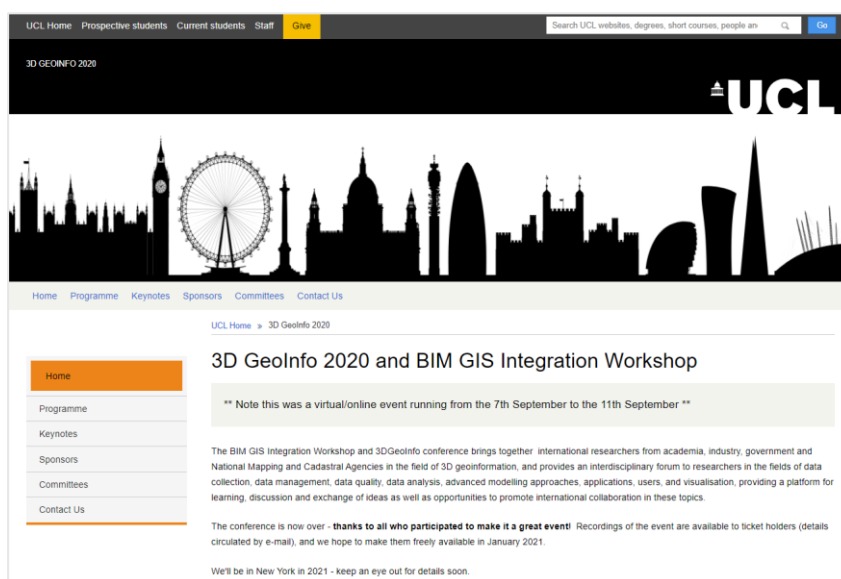 UCL Home Prospective students Current students Staff Give
Search UCL websites, degrees, short courses, people an
Go
3D GEOINFO 2020
UCL
Home Programme Keynotes Sponsors Committees Contact Us
UCL Home » 3D GeoInfo 2020
Home
Programme
Keynotes
Sponsors
Committees
Contact Us
3D GeoInfo 2020 and BIM GIS Integration Workshop
** Note this was a virtual/online event running from the 7th September to the 11th September **
The BIM GIS Integration Workshop and 3DGeoInfo conference brings together international researchers from academia, industry, government and
National Mapping and Cadastral Agencies in the field of 3D geoinformation, and provides an interdisciplinary forum to researchers in the fields of data
collection, data management, data quality, data analysis, advanced modelling approaches, applications, users, and visualisation, providing a platform for
learning, discussion and exchange of ideas as well as opportunities to promote international collaboration in these topics.
The conference is now over - thanks to all who participated to make it a great event! Recordings of the event are available to ticket holders (details
circulated by e-mail), and we hope to make them freely available in January 2021.
We'll be in New York in 2021 - keep an eye out for details soon.